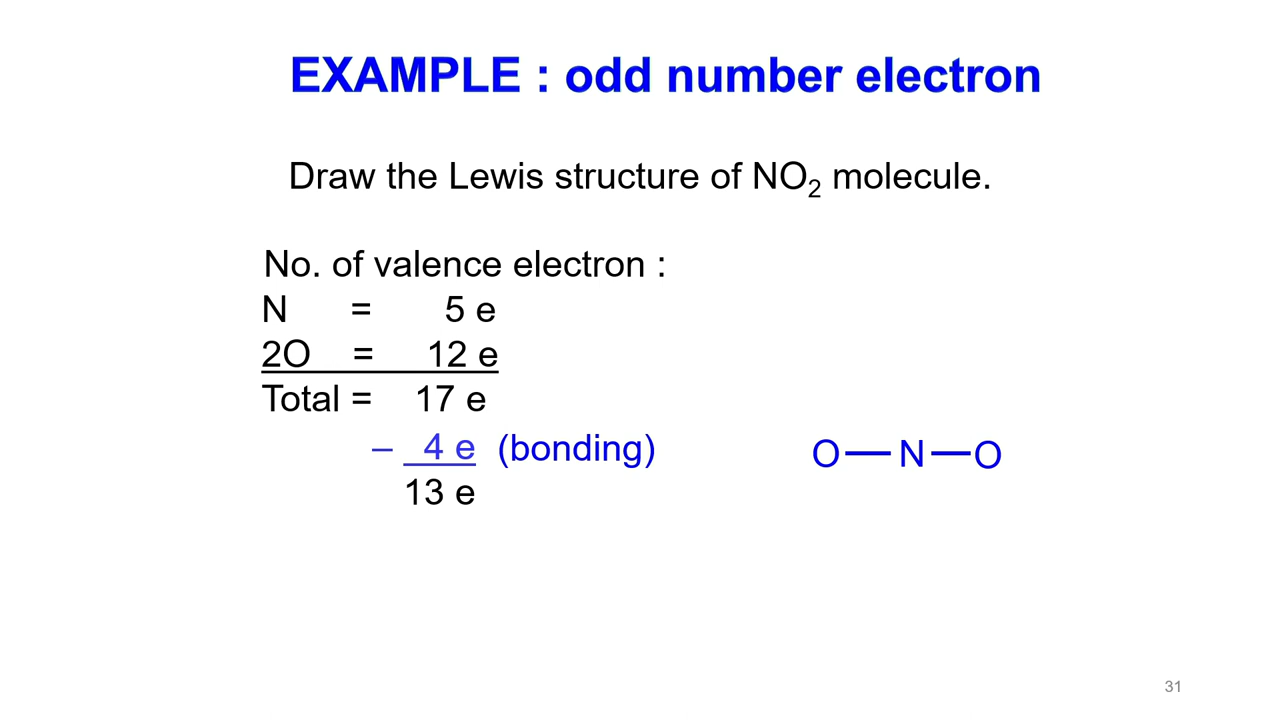 EXAMPLE : odd number electron
Draw the Lewis structure of NO₂ molecule.
No. of valence electron :
N = 5 e
2O = 12 e
Total = 17 e
– 4 e (bonding)
O—N—O
13 e
31